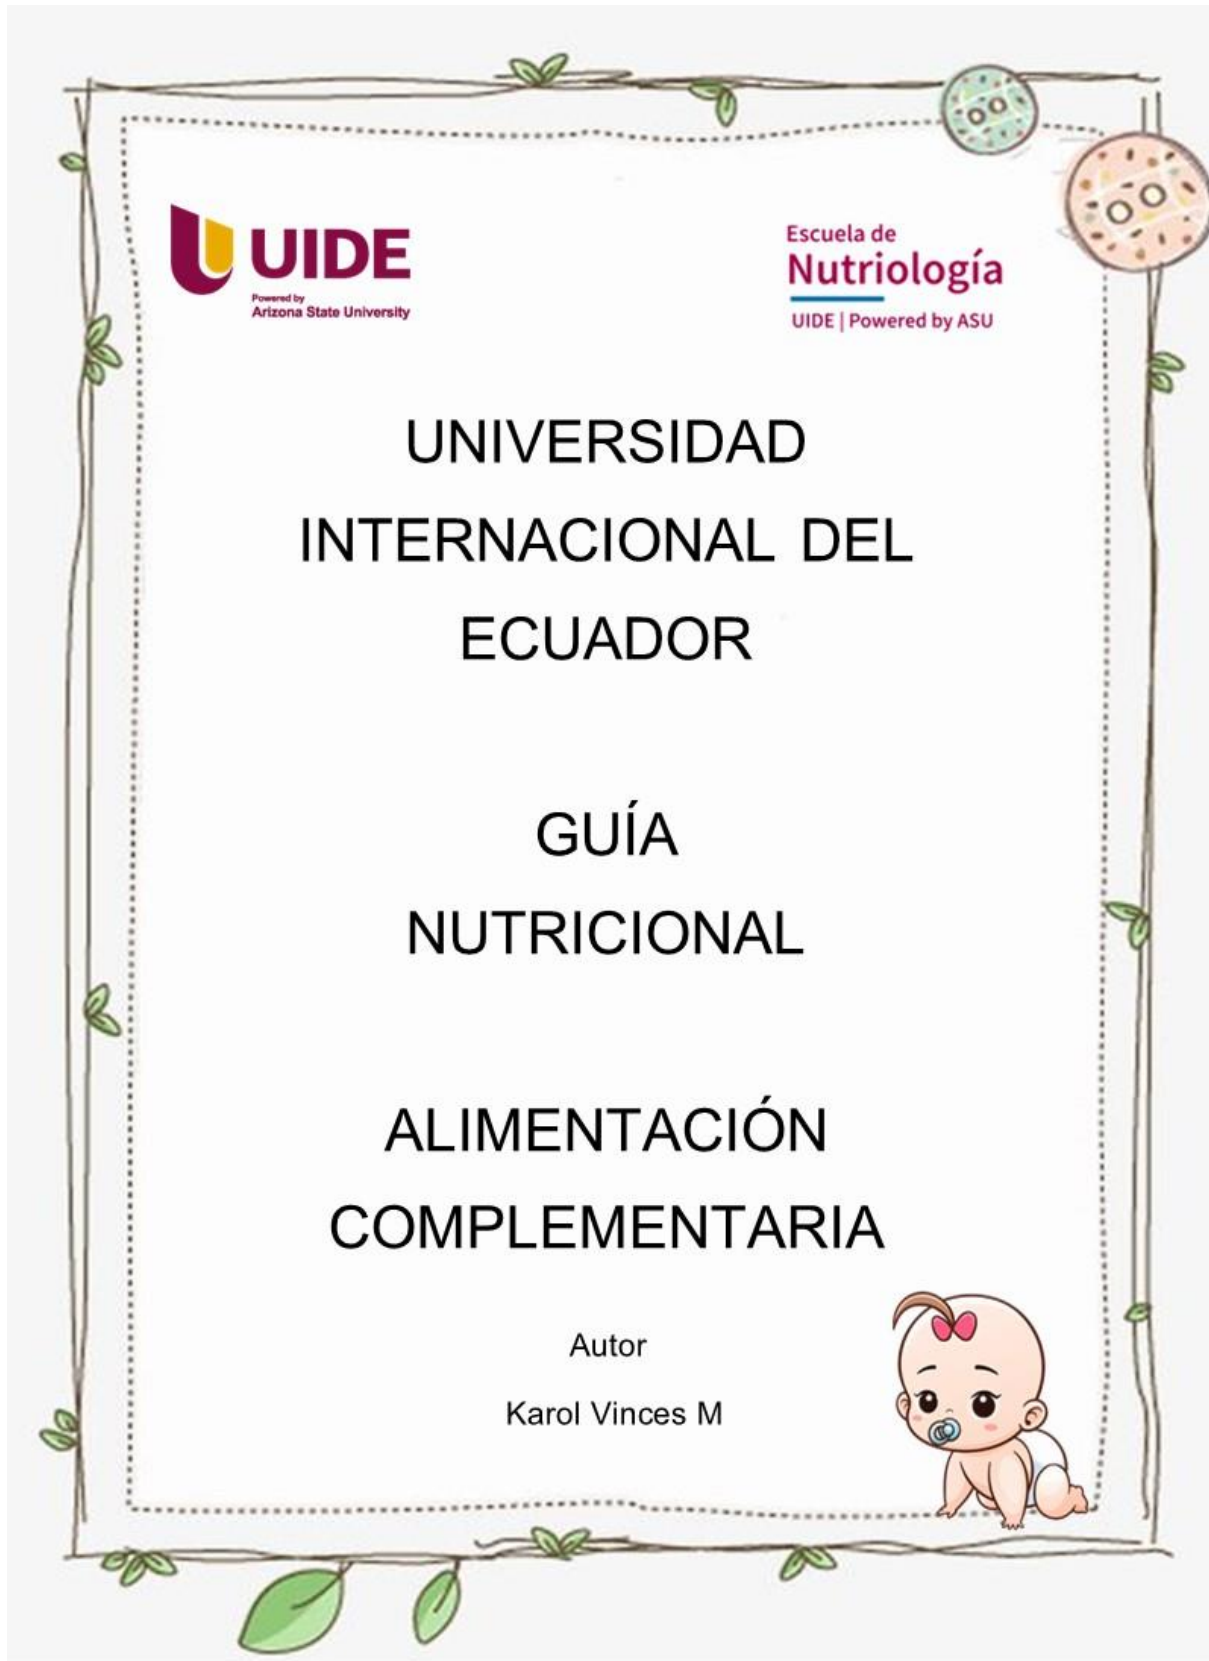 UIDE
Powered by
Arizona State University
Escuela de
Nutriología
UIDE | Powered by ASU
UNIVERSIDAD
INTERNACIONAL DEL
ECUADOR
GUÍA
NUTRICIONAL
ALIMENTACIÓN
COMPLEMENTARIA
Autor
Karol Vinces M